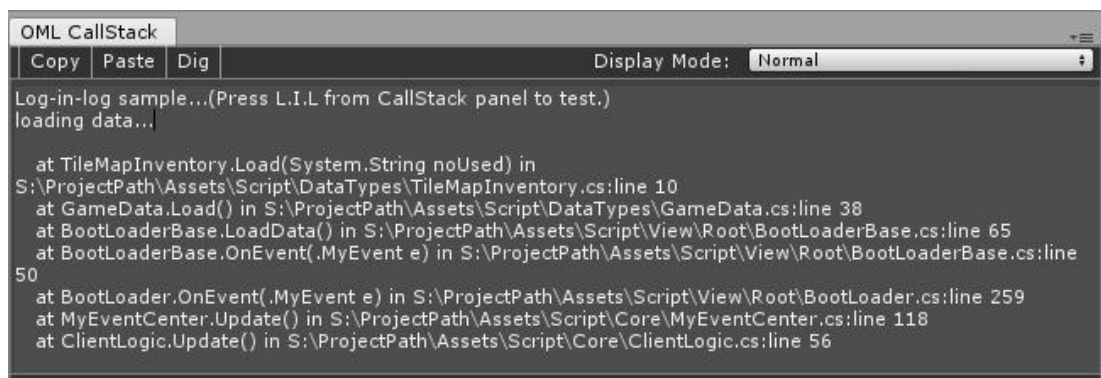 OML CallStack
Copy Paste Dig Display Mode: Normal
Log-in-log sample...(Press L.I.L from CallStack panel to test.)
loading data...
at TileMapInventory.Load(System.String noUsed) in
S:\ProjectPath\Assets\Script\DataTypes\TileMapInventory.cs:line 10
at GameData.Load() in S:\ProjectPath\Assets\Script\DataTypes\GameData.cs:line 38
at BootLoaderBase.LoadData() in S:\ProjectPath\Assets\Script\View\Root\BootLoaderBase.cs:line 65
at BootLoaderBase.OnEvent(.MyEvent e) in S:\ProjectPath\Assets\Script\View\Root\BootLoaderBase.cs:line
50
at BootLoader.OnEvent(.MyEvent e) in S:\ProjectPath\Assets\Script\View\Root\BootLoader.cs:line 259
at MyEventCenter.Update() in S:\ProjectPath\Assets\Script\Core\MyEventCenter.cs:line 118
at ClientLogic.Update() in S:\ProjectPath\Assets\Script\Core\ClientLogic.cs:line 56